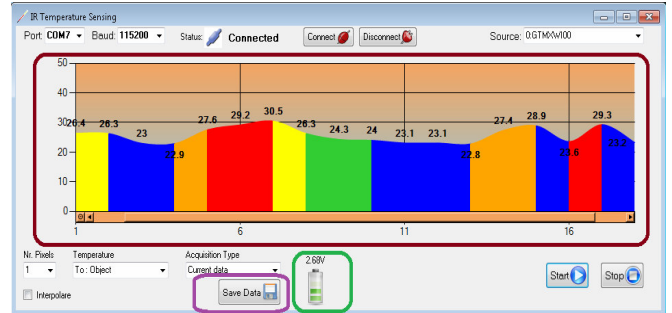 IR Temperature Sensing
Port: COM7 Baud: 115200 Status: Connected Connect Disconnect Source: 0:GTMXWI00
50
40
30
20
10
0
26.4 26.3 23 22.9 27.6 29.2 30.5 26.3 24.3 24 23.1 23.1 22.8 27.4 28.9 23.6 29.3 23.2
1 6 11 16
Nr. Pixels Temperature Acquisition Type 2.68V
1 To : Object Current data
Interpolare Save Data Start Stop